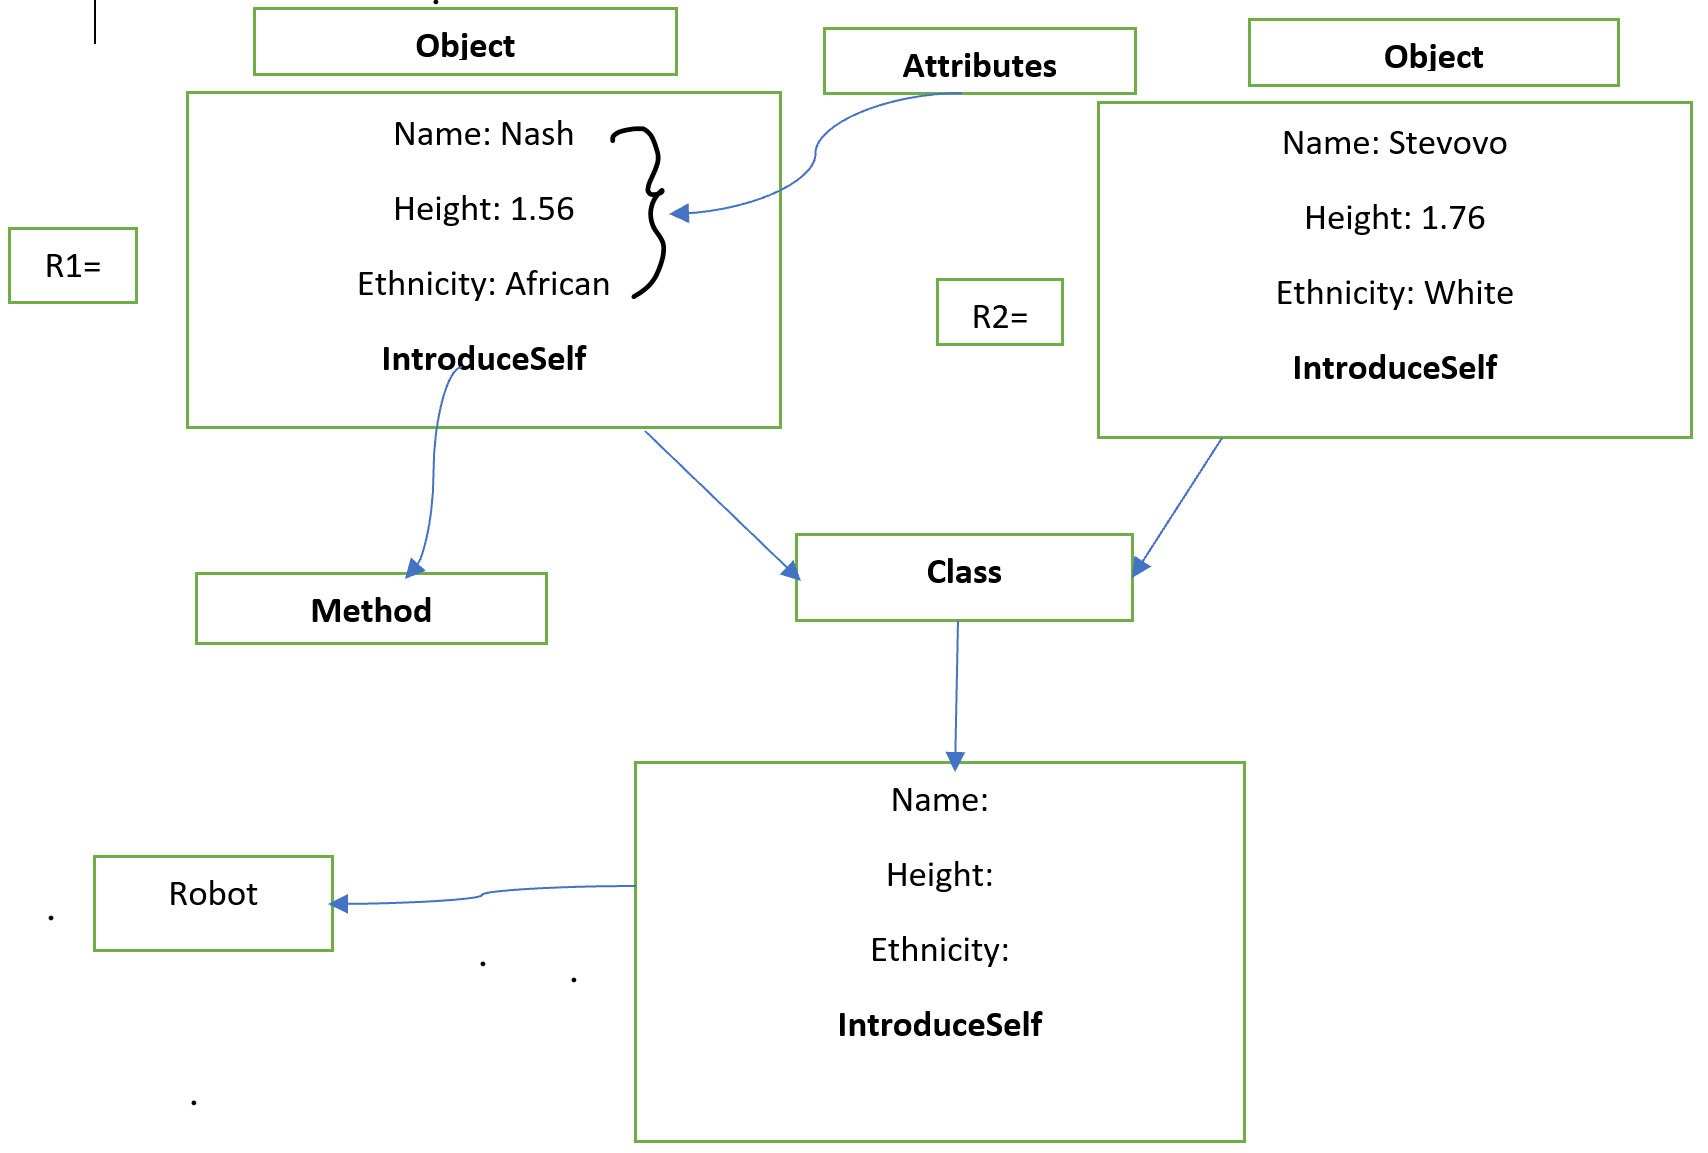 Object
Attributes
Object
Name: Nash
Height: 1.56
Ethnicity: African
IntroduceSelf
R1=
Name: Stevovo
Height: 1.76
Ethnicity: White
IntroduceSelf
R2=
Method
Class
Name:
Height:
Ethnicity:
IntroduceSelf
Robot